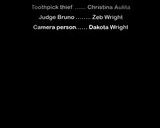 Toothpick thief ...... Christina Aulita
Judge Bruno ........ Zeb Wright
Camera person...... Dakota Wright